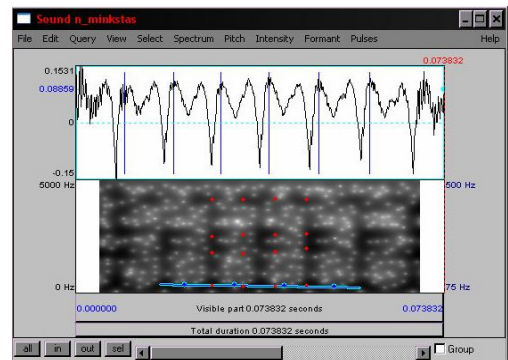 Sound n_minkstas
File Edit Query View Select Spectrum Pitch Intensity Formant Pulses Help
0.073832
0.1531
0.08859
0
-0.15
5000 Hz
500 Hz
0 Hz
75 Hz
0.000000 Visible part 0.073832 seconds 0.073832
Total duration 0.073832 seconds
all in out sel Group